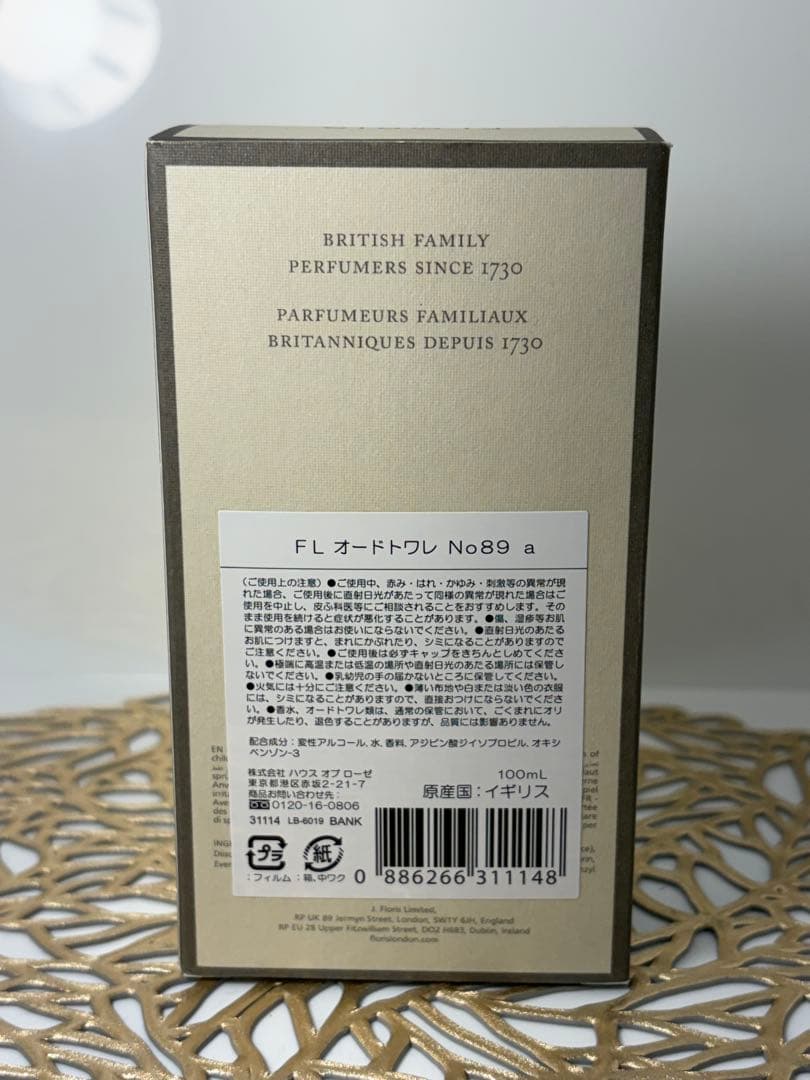 BRITISH FAMILY
PERFUMERS SINCE 1730
PARFUMEURS FAMILIAUX
BRITANNIQUES DEPUIS 1730
FL オードトワレ No89 a
(ご使用上の注意) ●ご使用中、赤み・はれ・かゆみ・刺激等の異常が現
れた場合、ご使用後に直射日光があたって同様の異常が現れた場合はご
使用を中止し、皮ふ科医等にご相談されることをおすすめします。その
まま使用を続けると症状が悪化することがあります。●傷、湿疹等お肌
に異常のある場合はお使いにならないでください。●直射日光のあたる
お肌につけますと、まれにかぶれたり、シミになることがありますので
ご注意ください。●ご使用後は必ずキャップをきちんとしめてくださ
い。●極端に高温または低温の場所や直射日光のあたる場所には保管し
ないでください。●乳幼児の手の届かないところに保管してください。
●火気には十分にご注意ください。●薄い布地や白または淡い色の衣服
には、シミになることがありますので、直接おつけにならないでくださ
い。●香水、オードトワレ類は、通常の保管において、ごくまれにオリ
が発生したり、退色することがありますが、品質には影響ありません。
配合成分:変性アルコール、水、香料、アジピン酸ジイソプロピル、オキシ
ベンゾン-3
株式会社 ハウス オブ ローゼ
東京都港区赤坂2-21-7
商品お問い合わせ先:
0120-16-0806
100mL
原産国:イギリス
31114 LB-6019 BANK
プラ
紙
:フィルム :箱、中ワク
0 886266 311148
EN
J. Floris Limited,
RP UK 89 Jermyn Street, London, SW1Y 6JH, England
RP EU 28 Upper Fitzwilliam Street, DO2 H683, Dublin, Ireland
florislondon.com